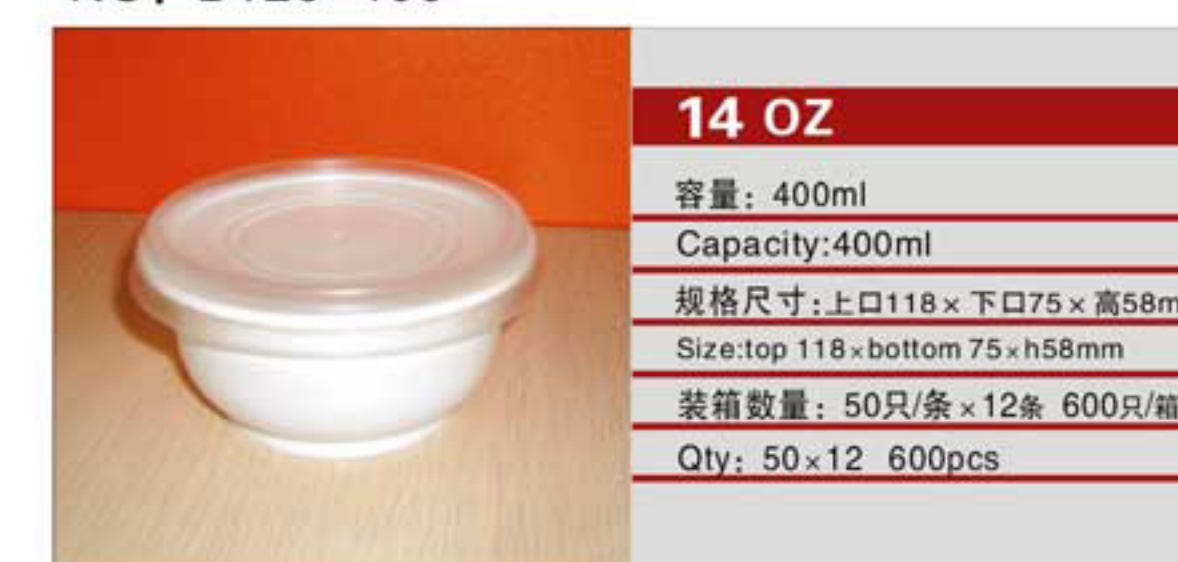 14 OZ
容量：400ml
Capacity:400ml
规格尺寸：上口118×下口75×高58m
Size:top 118×bottom 75×h58mm
装箱数量：50只/条×12条 600只/箱
Qty：50×12 600pcs